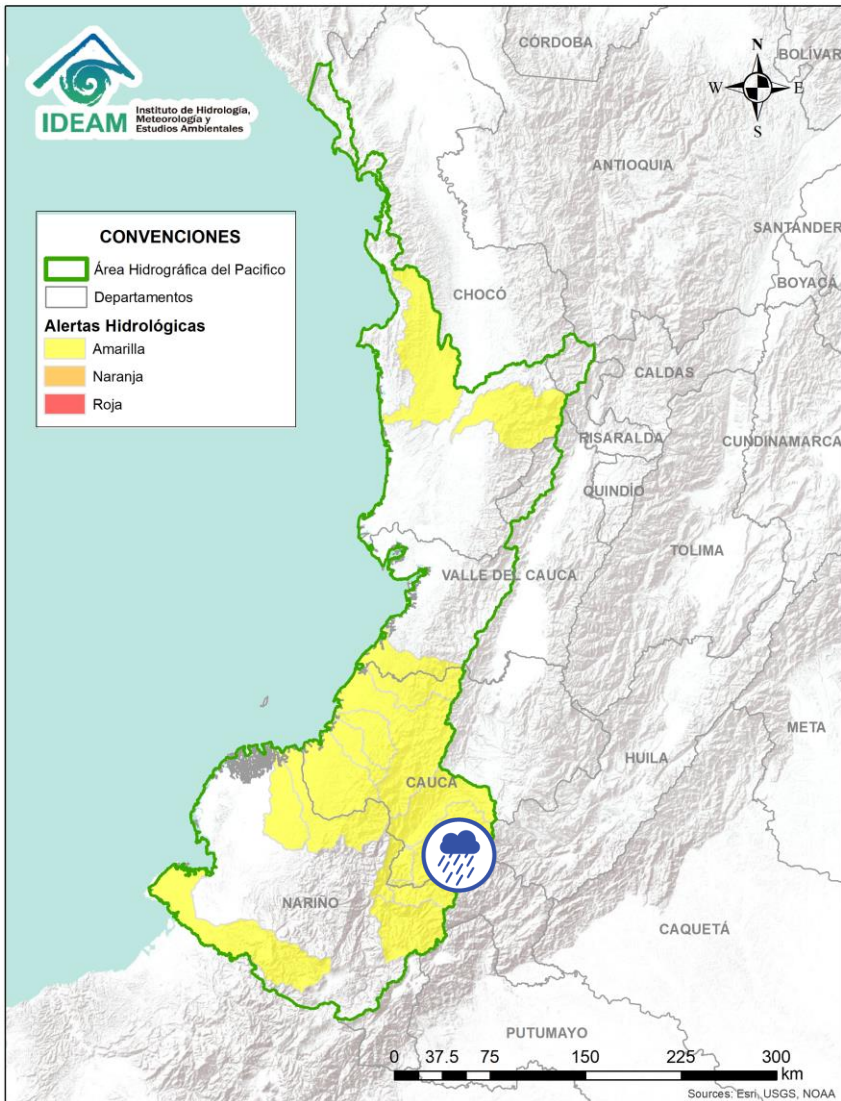 IDEAM
Instituto de Hidrología,
Meteorología y
Estudios Ambientales
CONVENCIONES
Área Hidrográfica del Pacifico
Departamentos
Alertas Hidrológicas
Amarilla
Naranja
Roja
N
W E
S
CÓRDOBA
BOLÍVAR
ANTIOQUIA
SANTANDER
BOYACÁ
CHOCÓ
CALDAS
RISARALDA
CUNDINAMARCA
QUINDÍO
TOLIMA
VALLE DEL CAUCA
META
HUILA
CAUCA
NARIÑO
CAQUETÁ
PUTUMAYO
0 37.5 75 150 225 300
km
Sources: Esri, USGS, NOAA